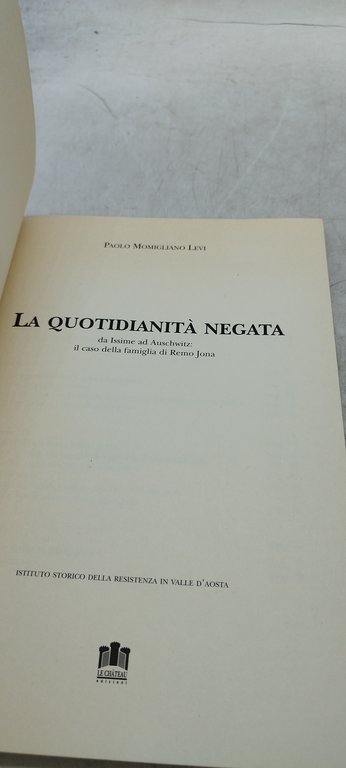 PAOLO MOMIGLIANO LEVI
LA QUOTIDIANITÀ NEGATA
da Issime ad Auschwitz:
il caso della famiglia di Remo Jona
ISTITUTO STORICO DELLA RESISTENZA IN VALLE D'AOSTA
LE CHÂTEAU
edizioni